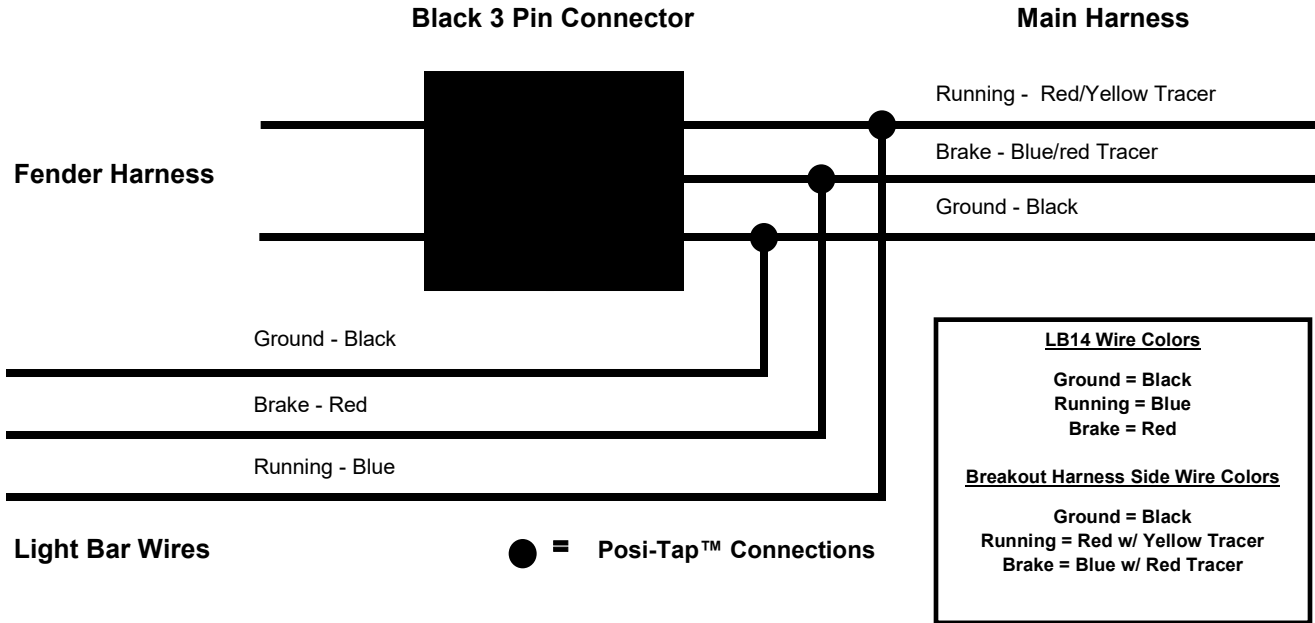 Black 3 Pin Connector
Main Harness
Running -  Red/Yellow Tracer
Brake - Blue/red Tracer
Fender Harness
Ground - Black
Ground - Black
Brake - Red
Running - Blue
Light Bar Wires
= Posi-Tap™ Connections
LB14 Wire Colors
Ground = Black
Running = Blue
Brake = Red
Breakout Harness Side Wire Colors
Ground = Black
Running = Red w/ Yellow Tracer
Brake = Blue w/ Red Tracer